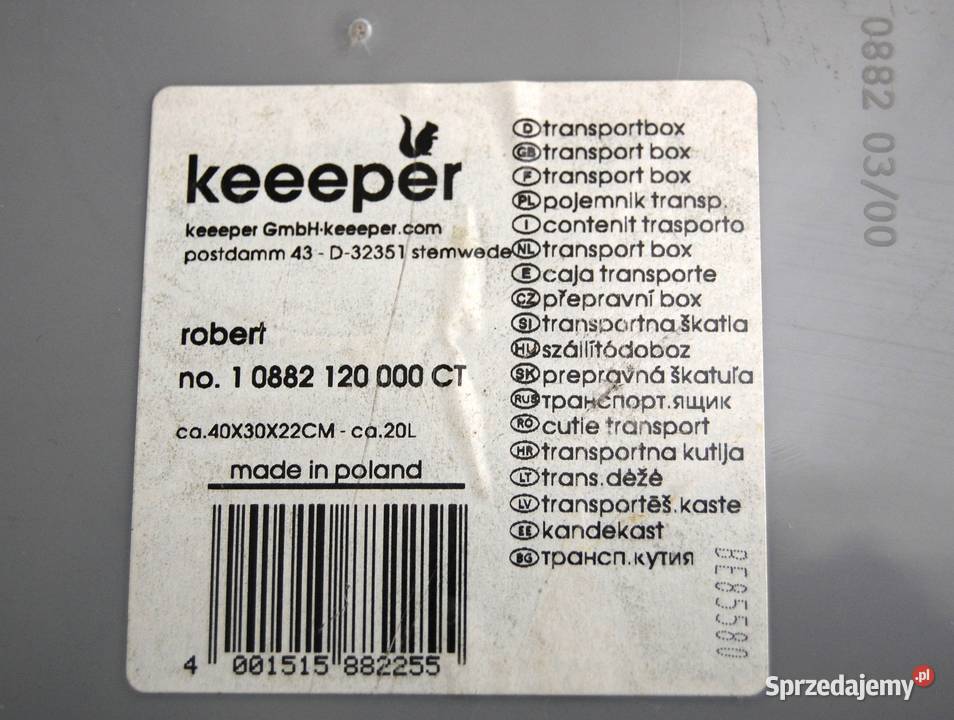 keeeper
keeeper GmbH·keeeper.com
postdamm 43 - D-32351 stemwede
robert
no. 1 0882 120 000 CT
ca.40X30X22CM - ca.20L
made in poland
4 001515 882255
D transportbox
GB transport box
F transport box
PL pojemnik transp.
I contenit trasporto
NL transport box
E caja transporte
CZ přepravní box
SI transportna škatla
HU szállítódoboz
SK prepravná škatuľa
RUS транспорт.ящик
RO cutie transport
HR transportna kutija
LT trans.dėžė
LV transportēš.kaste
EE kandekast
BG трансп.кутия
BE85580
0882 03/00
Sprzedajemy.pl